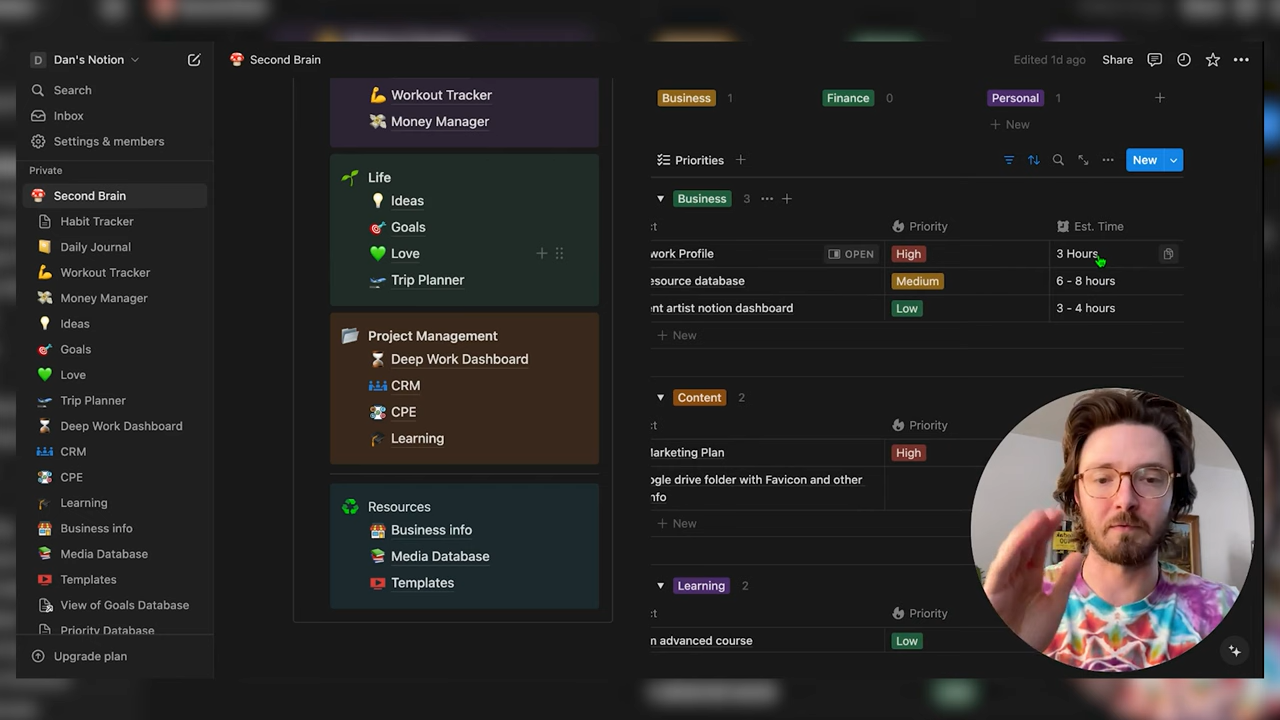 D Dan's Notion
Search
Inbox
Settings & members
Private
Second Brain
Habit Tracker
Daily Journal
Workout Tracker
Money Manager
Ideas
Goals
Love
Trip Planner
Deep Work Dashboard
CRM
CPE
Learning
Business info
Media Database
Templates
View of Goals Database
Priority Database
Upgrade plan
Second Brain
Edited 1d ago
Share
Workout Tracker
Money Manager
Life
Ideas
Goals
Love
Trip Planner
Project Management
Deep Work Dashboard
CRM
CPE
Learning
Resources
Business info
Media Database
Templates
Business 1 Finance 0 Personal 1
New
Priorities
New
Business 3
ct Priority Est. Time
work Profile OPEN High 3 Hours
esource database Medium 6 - 8 hours
nt artist notion dashboard Low 3 - 4 hours
New
Content 2
ct Priority
Marketing Plan High
ogle drive folder with Favicon and other
nfo
New
Learning 2
ct Priority
n advanced course Low